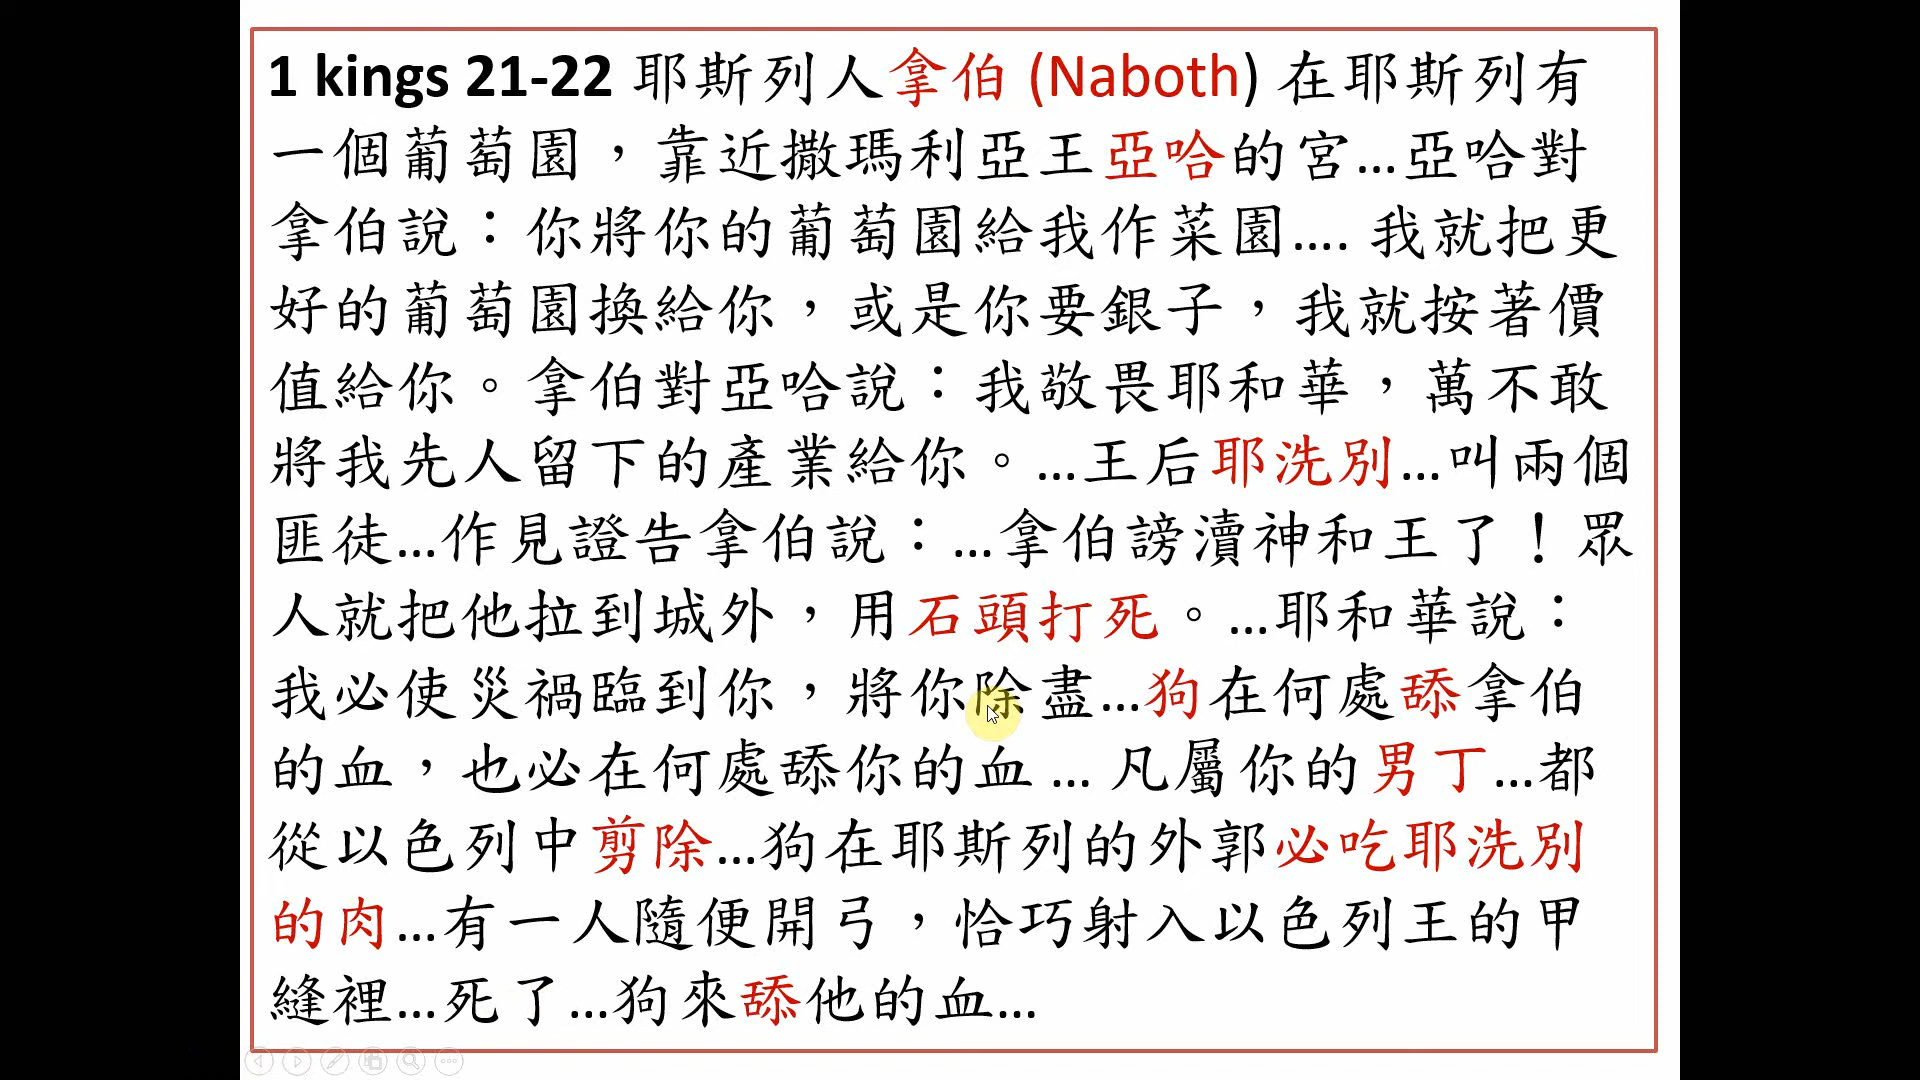 1 kings 21-22 耶斯列人拿伯 (Naboth) 在耶斯列有
一個葡萄園，靠近撒瑪利亞王亞哈的宮…亞哈對
拿伯說：你將你的葡萄園給我作菜園…. 我就把更
好的葡萄園換給你，或是你要銀子，我就按著價
值給你。拿伯對亞哈說：我敬畏耶和華，萬不敢
將我先人留下的產業給你。…王后耶洗別…叫兩個
匪徒…作見證告拿伯說：…拿伯謗瀆神和王了！眾
人就把他拉到城外，用石頭打死。…耶和華說：
我必使災禍臨到你，將你除盡…狗在何處舔拿伯
的血，也必在何處舔你的血… 凡屬你的男丁…都
從以色列中剪除…狗在耶斯列的外郭必吃耶洗別
的肉…有一人隨便開弓，恰巧射入以色列王的甲
縫裡…死了…狗來舔他的血…